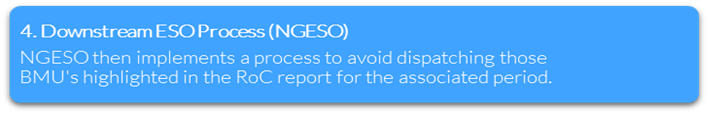 4. Downstream ESO Process (NGESO)
NGESO then implements a process to avoid dispatching those
BMU's highlighted in the RoC report for the associated period.